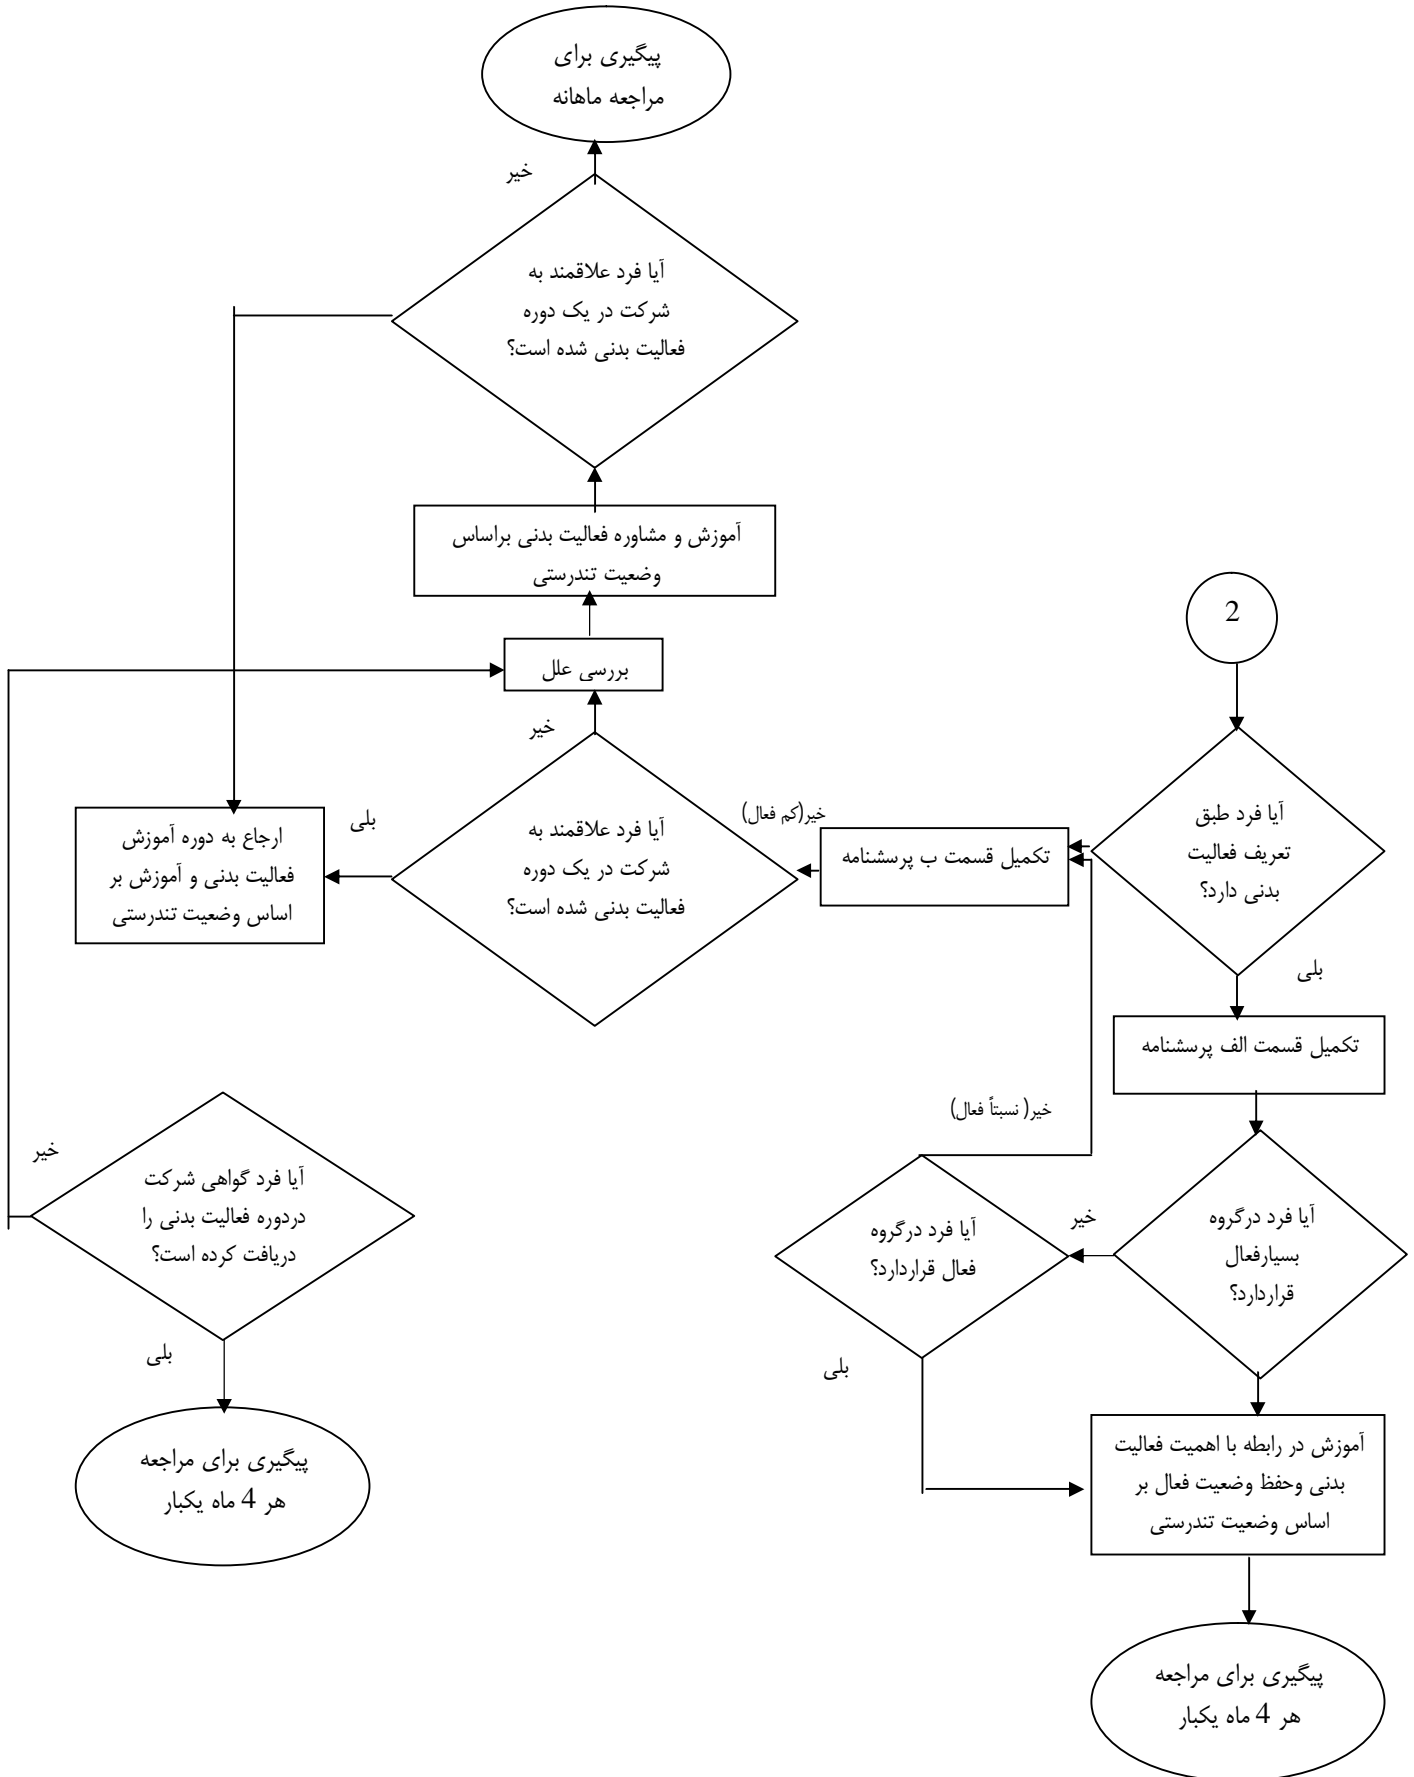 پیگیری برای
مراجعه ماهانه
خیر
آیا فرد علاقمند به
شرکت در یک دوره
فعالیت بدنی شده است؟
آموزش و مشاوره فعالیت بدنی براساس
وضعیت تندرستی
بررسی علل
خیر
2
آیا فرد طبق
تعریف فعالیت
بدنی دارد؟
خیر(کم فعال)
تکمیل قسمت ب پرسشنامه
آیا فرد علاقمند به
شرکت در یک دوره
فعالیت بدنی شده است؟
بلی
ارجاع به دوره آموزش
فعالیت بدنی و آموزش بر
اساس وضعیت تندرستی
بلی
تکمیل قسمت الف پرسشنامه
خیر( نسبتاً فعال)
آیا فرد درگروه
بسیارفعال
قراردارد؟
خیر
آیا فرد درگروه
فعال قراردارد؟
بلی
آموزش در رابطه با اهمیت فعالیت
بدنی وحفظ وضعیت فعال بر
اساس وضعیت تندرستی
پیگیری برای مراجعه
هر 4 ماه یکبار
خیر
آیا فرد گواهی شرکت
دردوره فعالیت بدنی را
دریافت کرده است؟
بلی
پیگیری برای مراجعه
هر 4 ماه یکبار